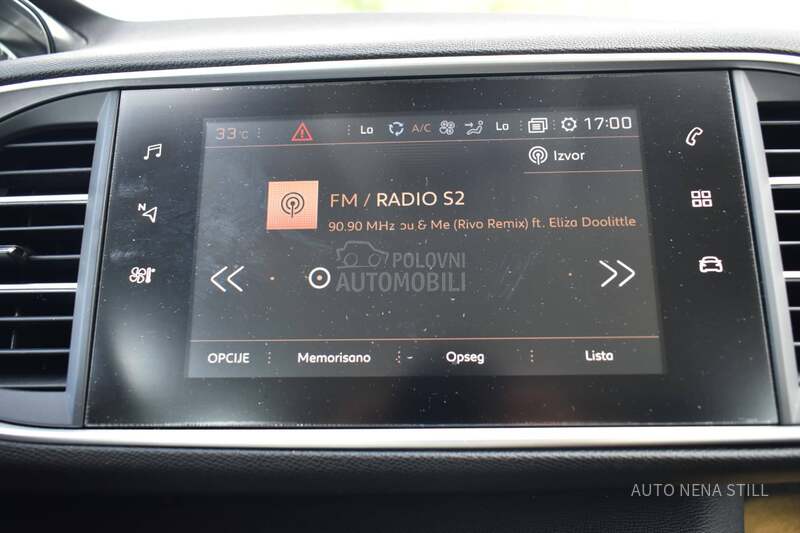 33°C Lo A/C Lo 17:00
Izvor
N
FM / RADIO S2
90.90 MHz ou & Me (Rivo Remix) ft. Eliza Doolittle
POLOVNI
AUTOMOBILI
OPCIJE Memorisano Opseg Lista
AUTO NENA STILL